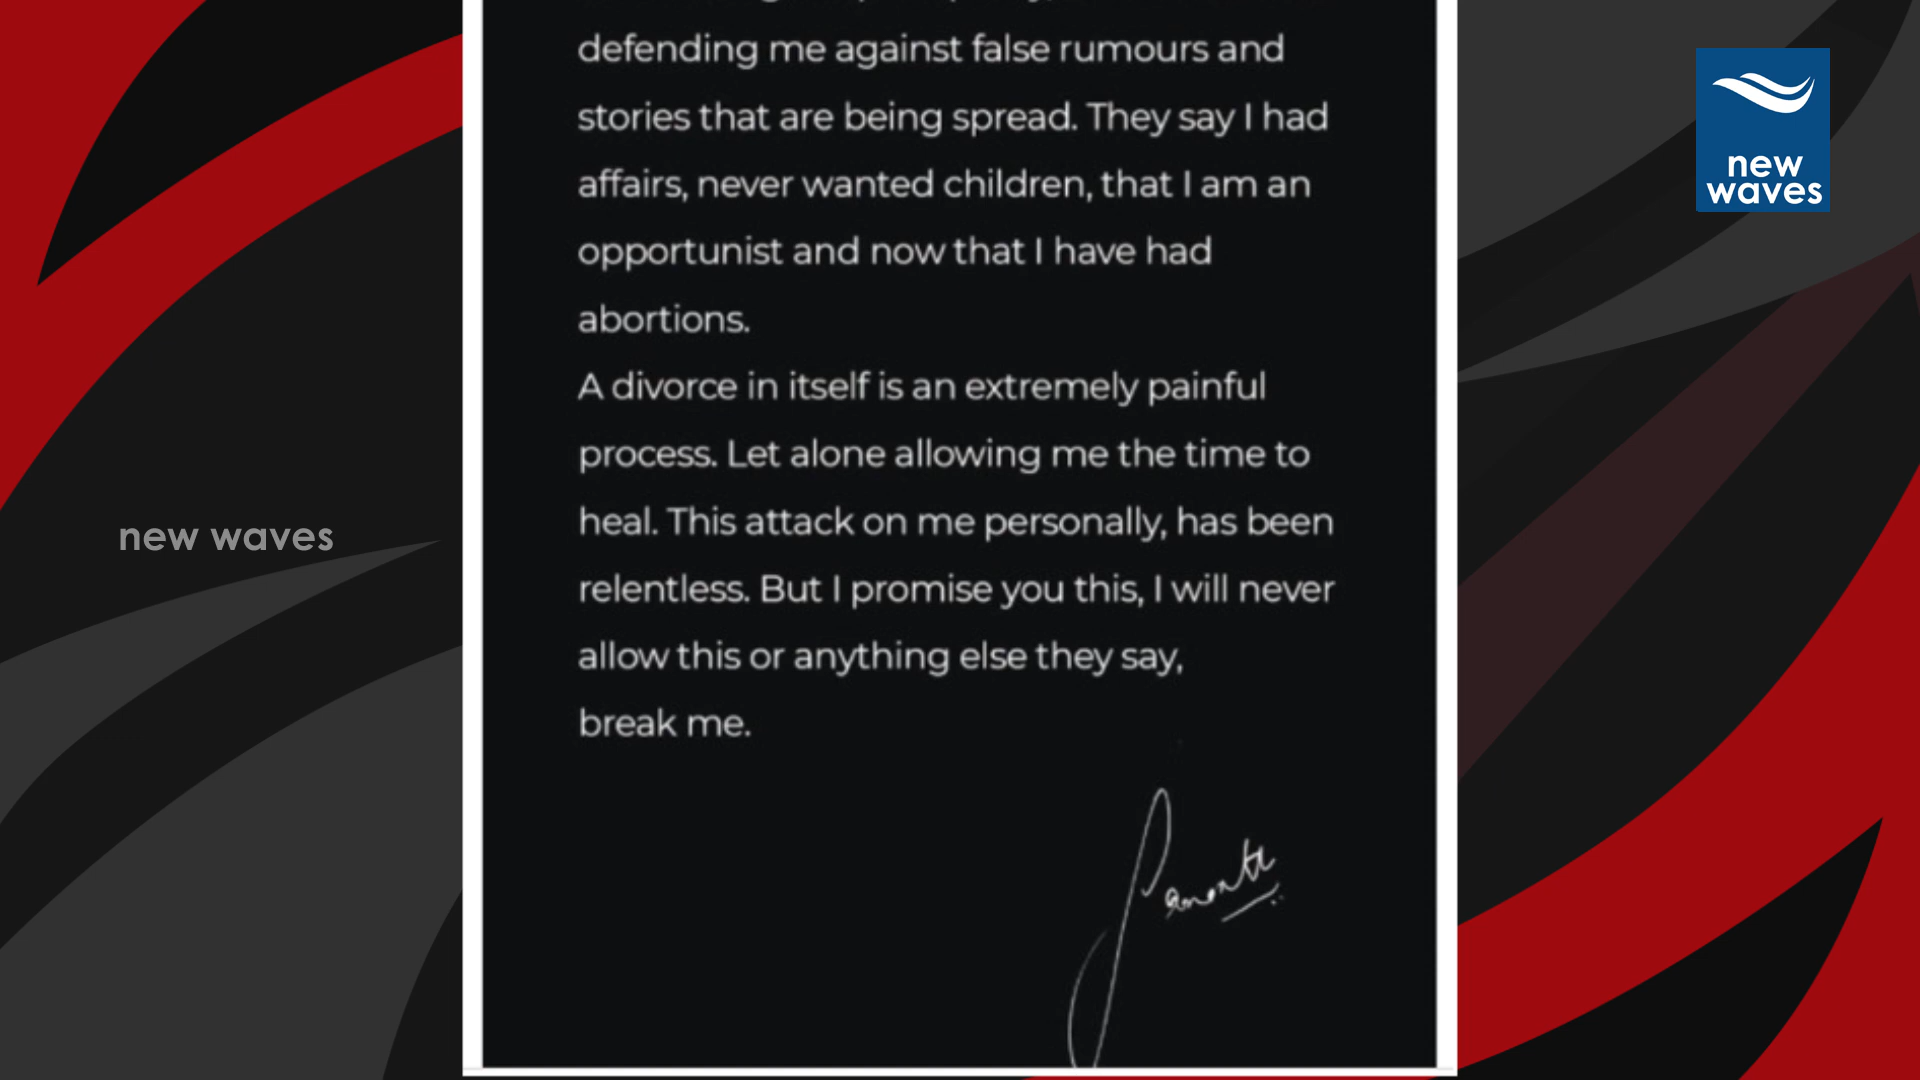 defending me against false rumours and
stories that are being spread. They say I had
affairs, never wanted children, that I am an
opportunist and now that I have had
abortions.
A divorce in itself is an extremely painful
process. Let alone allowing me the time to
heal. This attack on me personally, has been
relentless. But I promise you this, I will never
allow this or anything else they say,
break me.
Samantha
new waves
new
waves